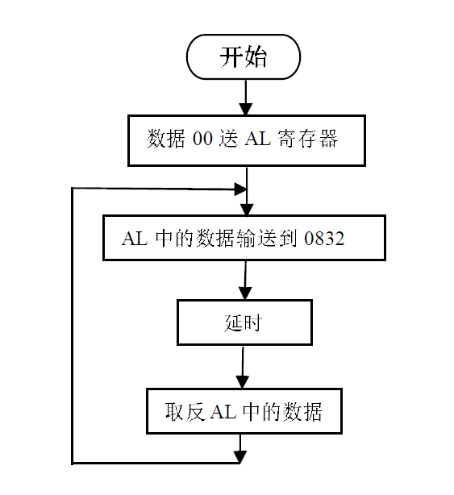 开始
数据 00 送 AL 寄存器
AL 中的数据输送到 0832
延时
取反 AL 中的数据